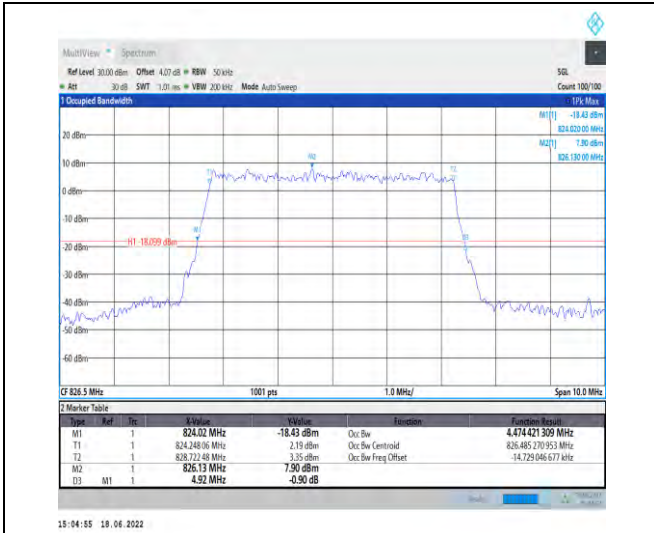 MultiView Spectrum
Ref Level 30.00 dBm Offset 4.07 dB RBW 50 kHz SGL
Att 30 dB SWT 1.01 ms VBW 200 kHz Mode Auto Sweep Count 100/100
1 Occupied Bandwidth 1Pk Max
M1[1] -18.43 dBm
824.020 00 MHz
M2[1] 7.90 dBm
826.130 00 MHz
20 dBm
M2
T1 T2
10 dBm
0 dBm
-10 dBm
M1
H1 -18.099 dBm
-20 dBm
-30 dBm
-40 dBm
-50 dBm
-60 dBm
CF 826.5 MHz 1001 pts 1.0 MHz/ Span 10.0 MHz
2 Marker Table
Type Ref Trc X-Value Y-Value Function Function Result
M1 1 824.02 MHz -18.43 dBm Occ Bw 4.474 421 309 MHz
T1 1 824.248 06 MHz 2.19 dBm Occ Bw Centroid 826.485 270 953 MHz
T2 1 828.722 48 MHz 3.35 dBm Occ Bw Freq Offset -14.729 046 677 kHz
M2 1 826.13 MHz 7.90 dBm
D3 M1 1 4.92 MHz -0.90 dB
15:04:55 18.06.2022